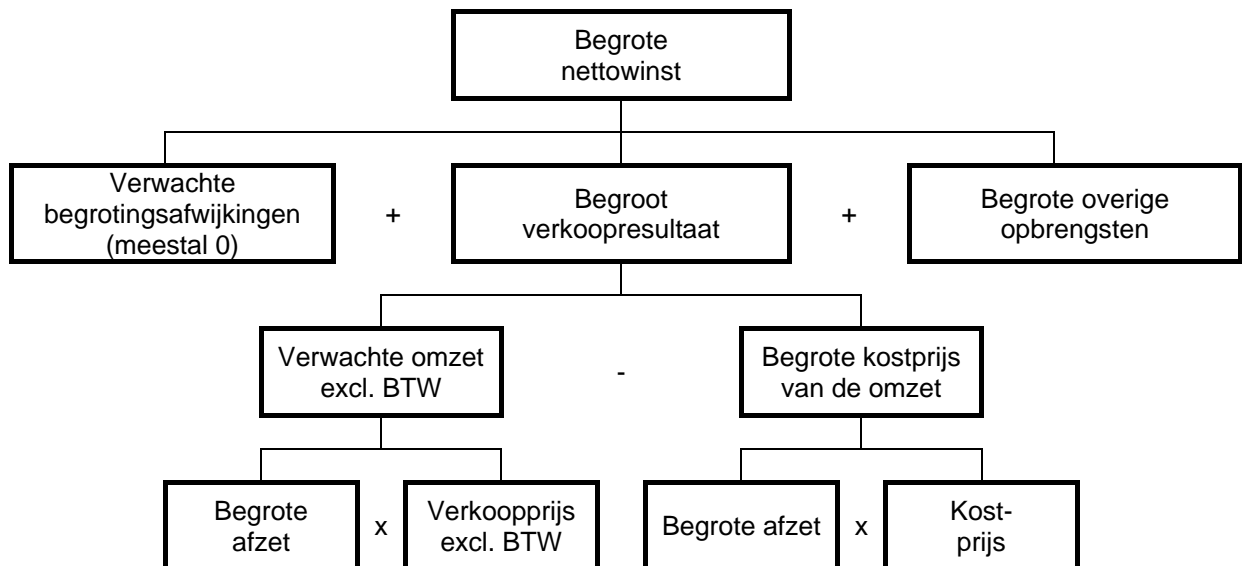 Begrote
nettowinst
Verwachte
begrotingsafwijkingen
(meestal 0)
+
Begroot
verkoopresultaat
+
Begrote overige
opbrengsten
Verwachte omzet
excl. BTW
-
Begrote kostprijs
van de omzet
Begrote
afzet
x
Verkoopprijs
excl. BTW
Begrote afzet
x
Kost-
prijs